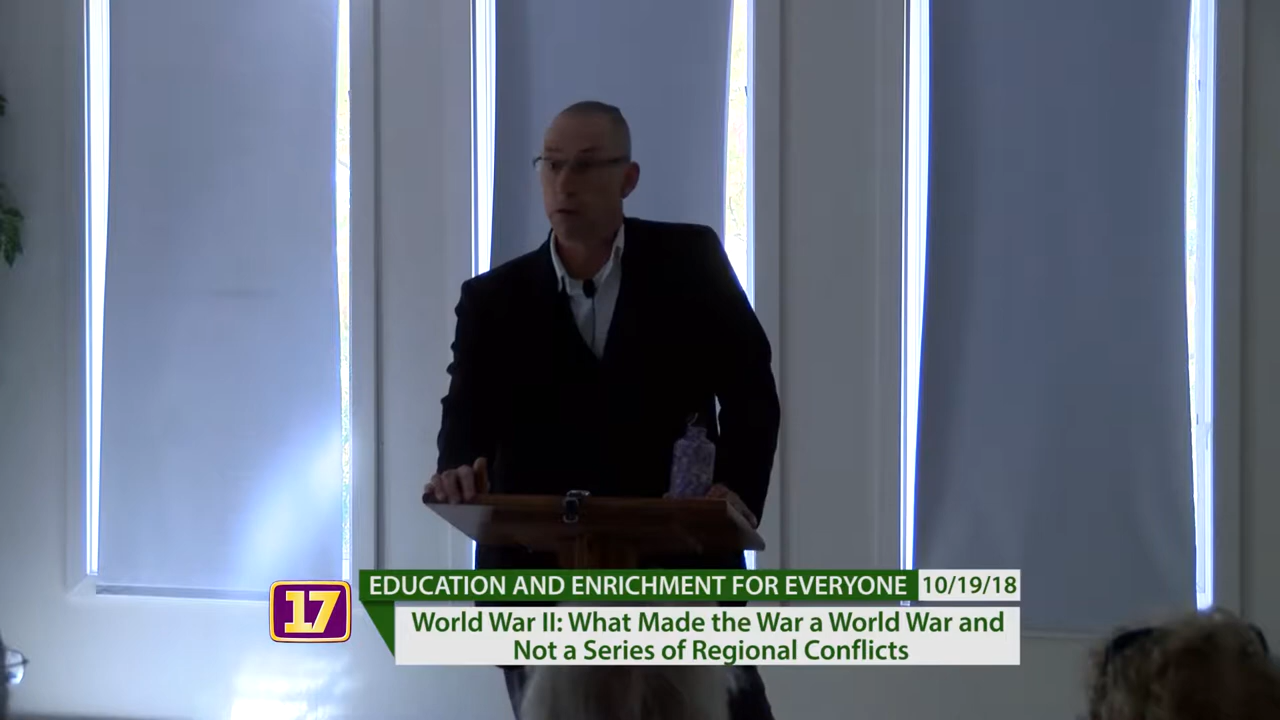 17
EDUCATION AND ENRICHMENT FOR EVERYONE 10/19/18
World War II: What Made the War a World War and
Not a Series of Regional Conflicts